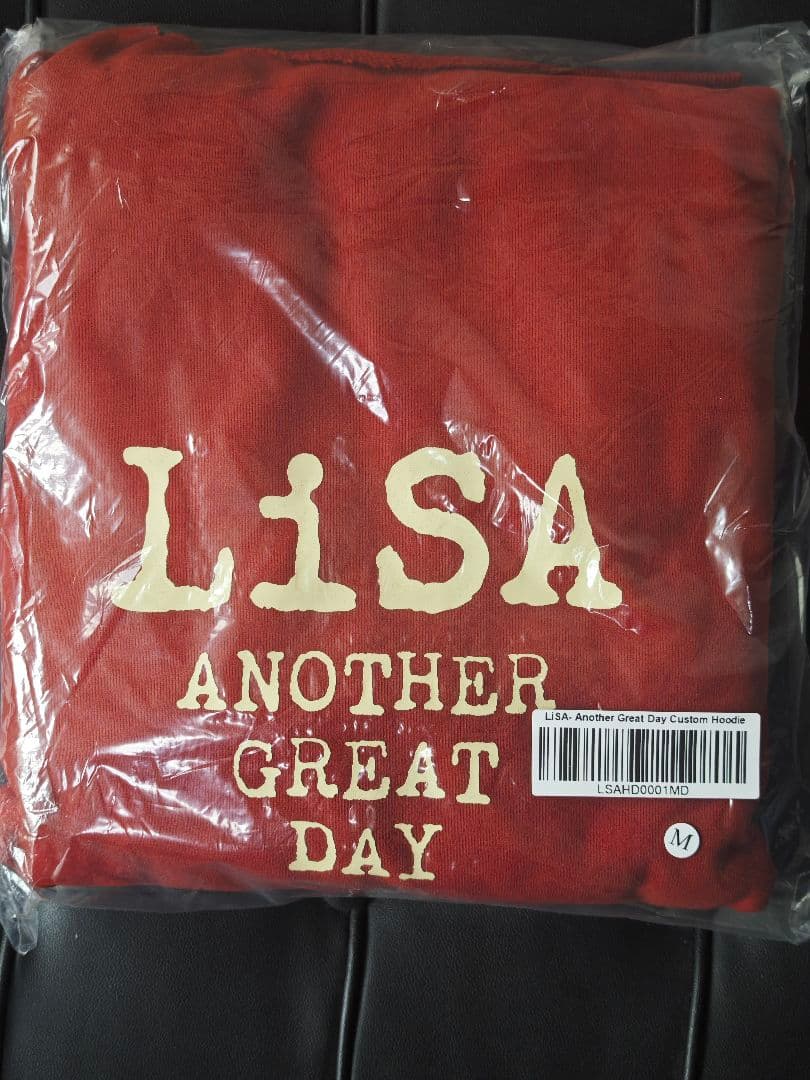 LiSA
ANOTHER
GREAT
DAY
LiSA- Another Great Day Custom Hoodie
LSAHD0001MD
M